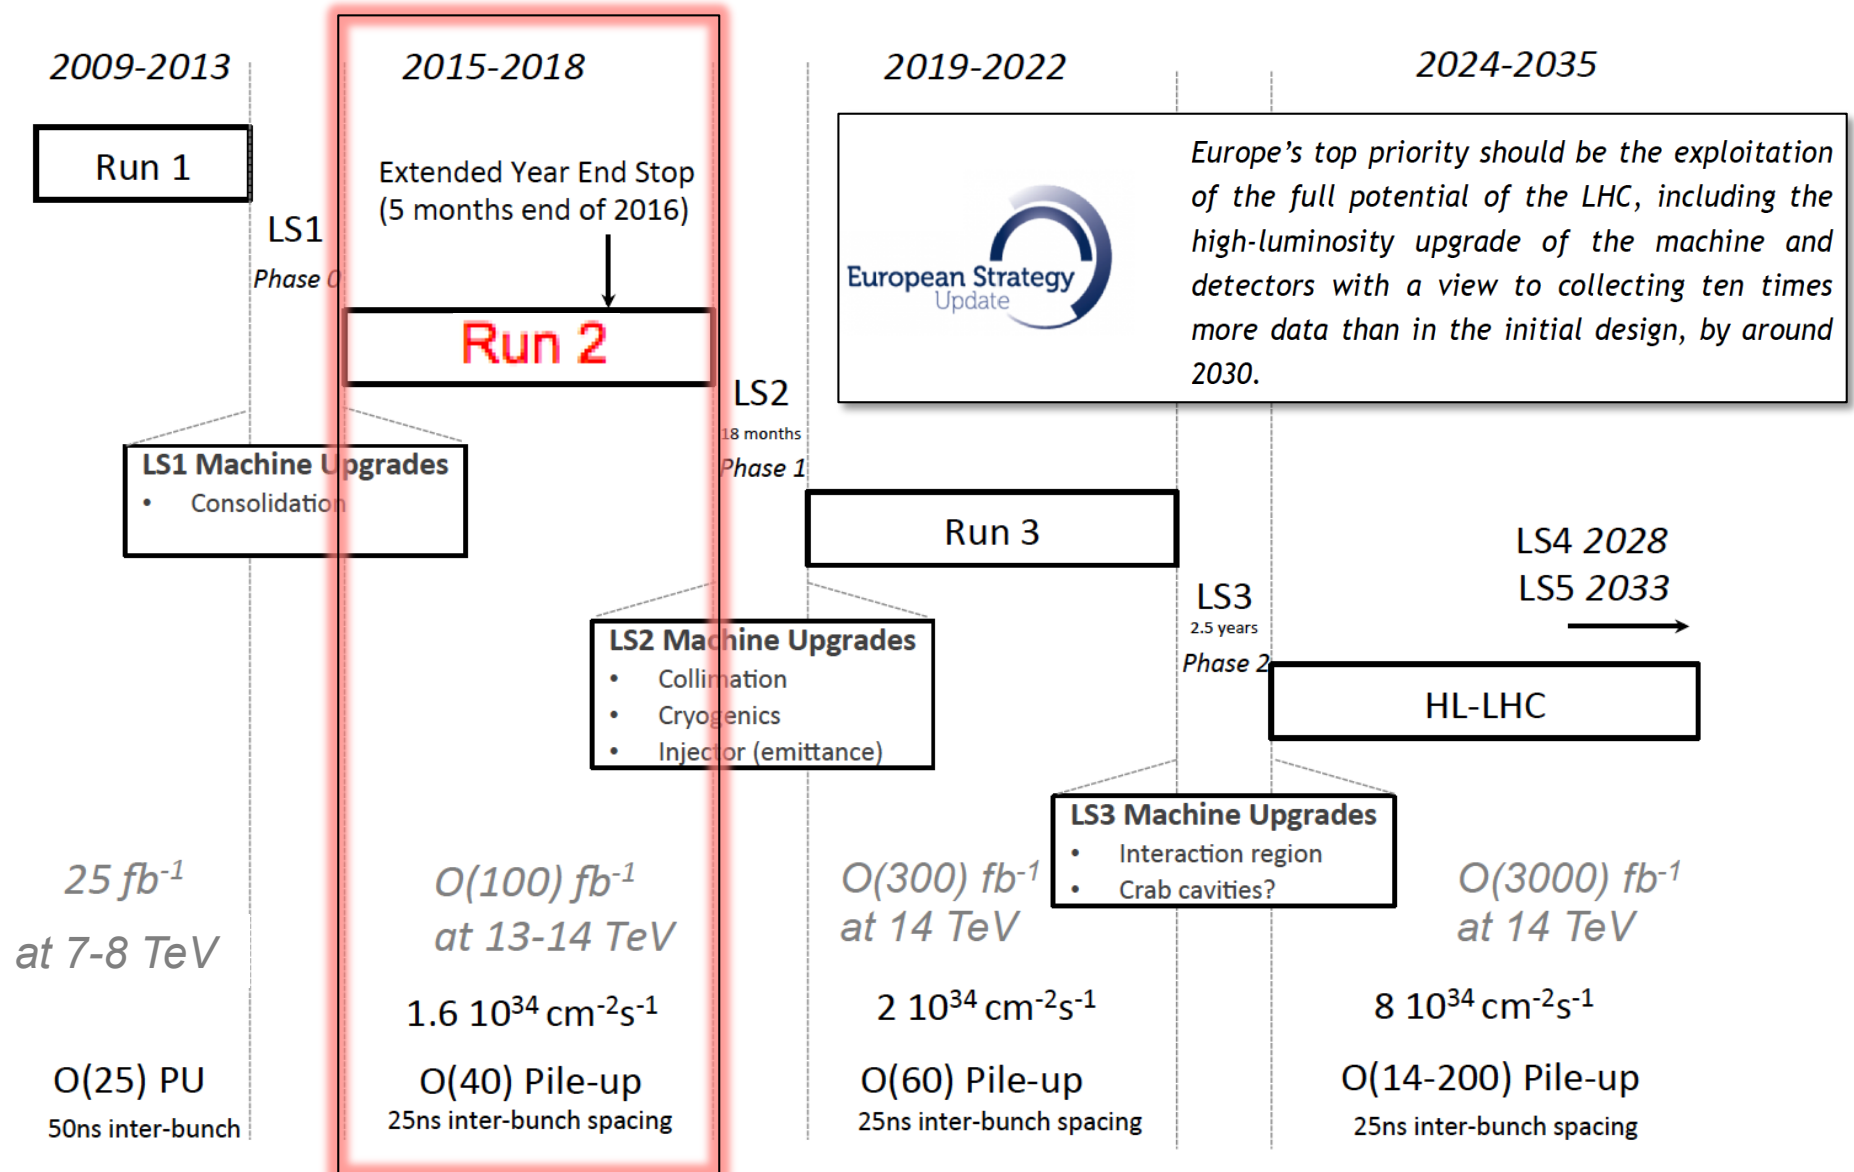 2009-2013
2015-2018
2019-2022
2024-2035
Run 1
LS1
Phase 0
Extended Year End Stop
(5 months end of 2016)
Run 2
European Strategy
Update
Europe's top priority should be the exploitation
of the full potential of the LHC, including the
high-luminosity upgrade of the machine and
detectors with a view to collecting ten times
more data than in the initial design, by around
2030.
LS2
18 months
Phase 1
LS1 Machine Upgrades
• Consolidation
Run 3
LS4 2028
LS5 2033
LS3
2.5 years
Phase 2
LS2 Machine Upgrades
• Collimation
• Cryogenics
• Injector (emittance)
HL-LHC
LS3 Machine Upgrades
• Interaction region
• Crab cavities?
25 fb⁻¹
at 7-8 TeV
O(100) fb⁻¹
at 13-14 TeV
O(300) fb⁻¹
at 14 TeV
O(3000) fb⁻¹
at 14 TeV
1.6 10³⁴ cm⁻²s⁻¹
2 10³⁴ cm⁻²s⁻¹
8 10³⁴ cm⁻²s⁻¹
O(25) PU
50ns inter-bunch
O(40) Pile-up
25ns inter-bunch spacing
O(60) Pile-up
25ns inter-bunch spacing
O(14-200) Pile-up
25ns inter-bunch spacing